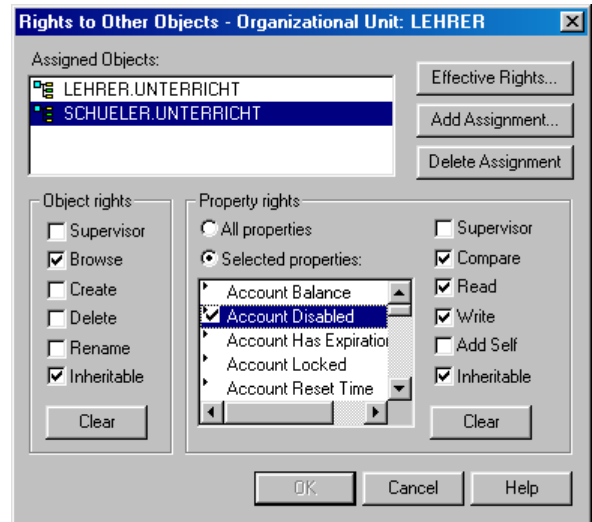 Rights to Other Objects - Organizational Unit: LEHRER
Assigned Objects:
LEHRER.UNTERRICHT
SCHUELER.UNTERRICHT
Effective Rights...
Add Assignment...
Delete Assignment
Object rights
Supervisor
Browse
Create
Delete
Rename
Inheritable
Clear
Property rights
All properties
Selected properties:
Account Balance
Account Disabled
Account Has Expiration
Account Locked
Account Reset Time
Supervisor
Compare
Read
Write
Add Self
Inheritable
Clear
OK
Cancel
Help